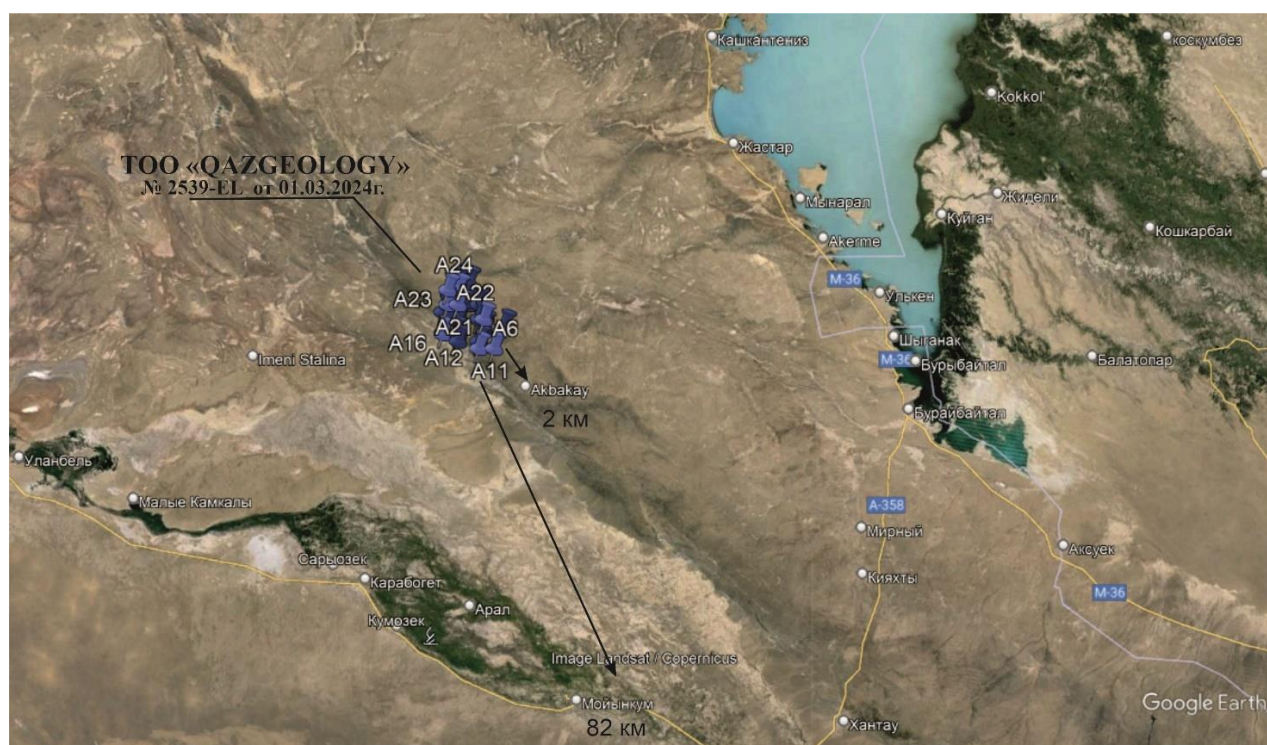 Кашкантениз
коскумбез
Kokkol'
Жастар
ТОО «QAZGEOLOGY»
№ 2539-EL от 01.03.2024г.
Мынарал
Жидели
Куйган
Кошкарбай
Akerme
A24
М-36
A23
A22
Улькен
A21
A6
A16
Шыганак
Imeni Stalina
A12
М-36
Бурыбайтал
Балатопар
A11
Akbakay
2 км
Бурайбайтал
Уланбель
Малые Камкалы
А-358
Мирный
Аксуек
Сарыозек
Карабогет
Кияхты
М-36
Арал
Кумозек
Image Landsat / Copernicus
Мойынкум
Google Earth
82 км
Хантау